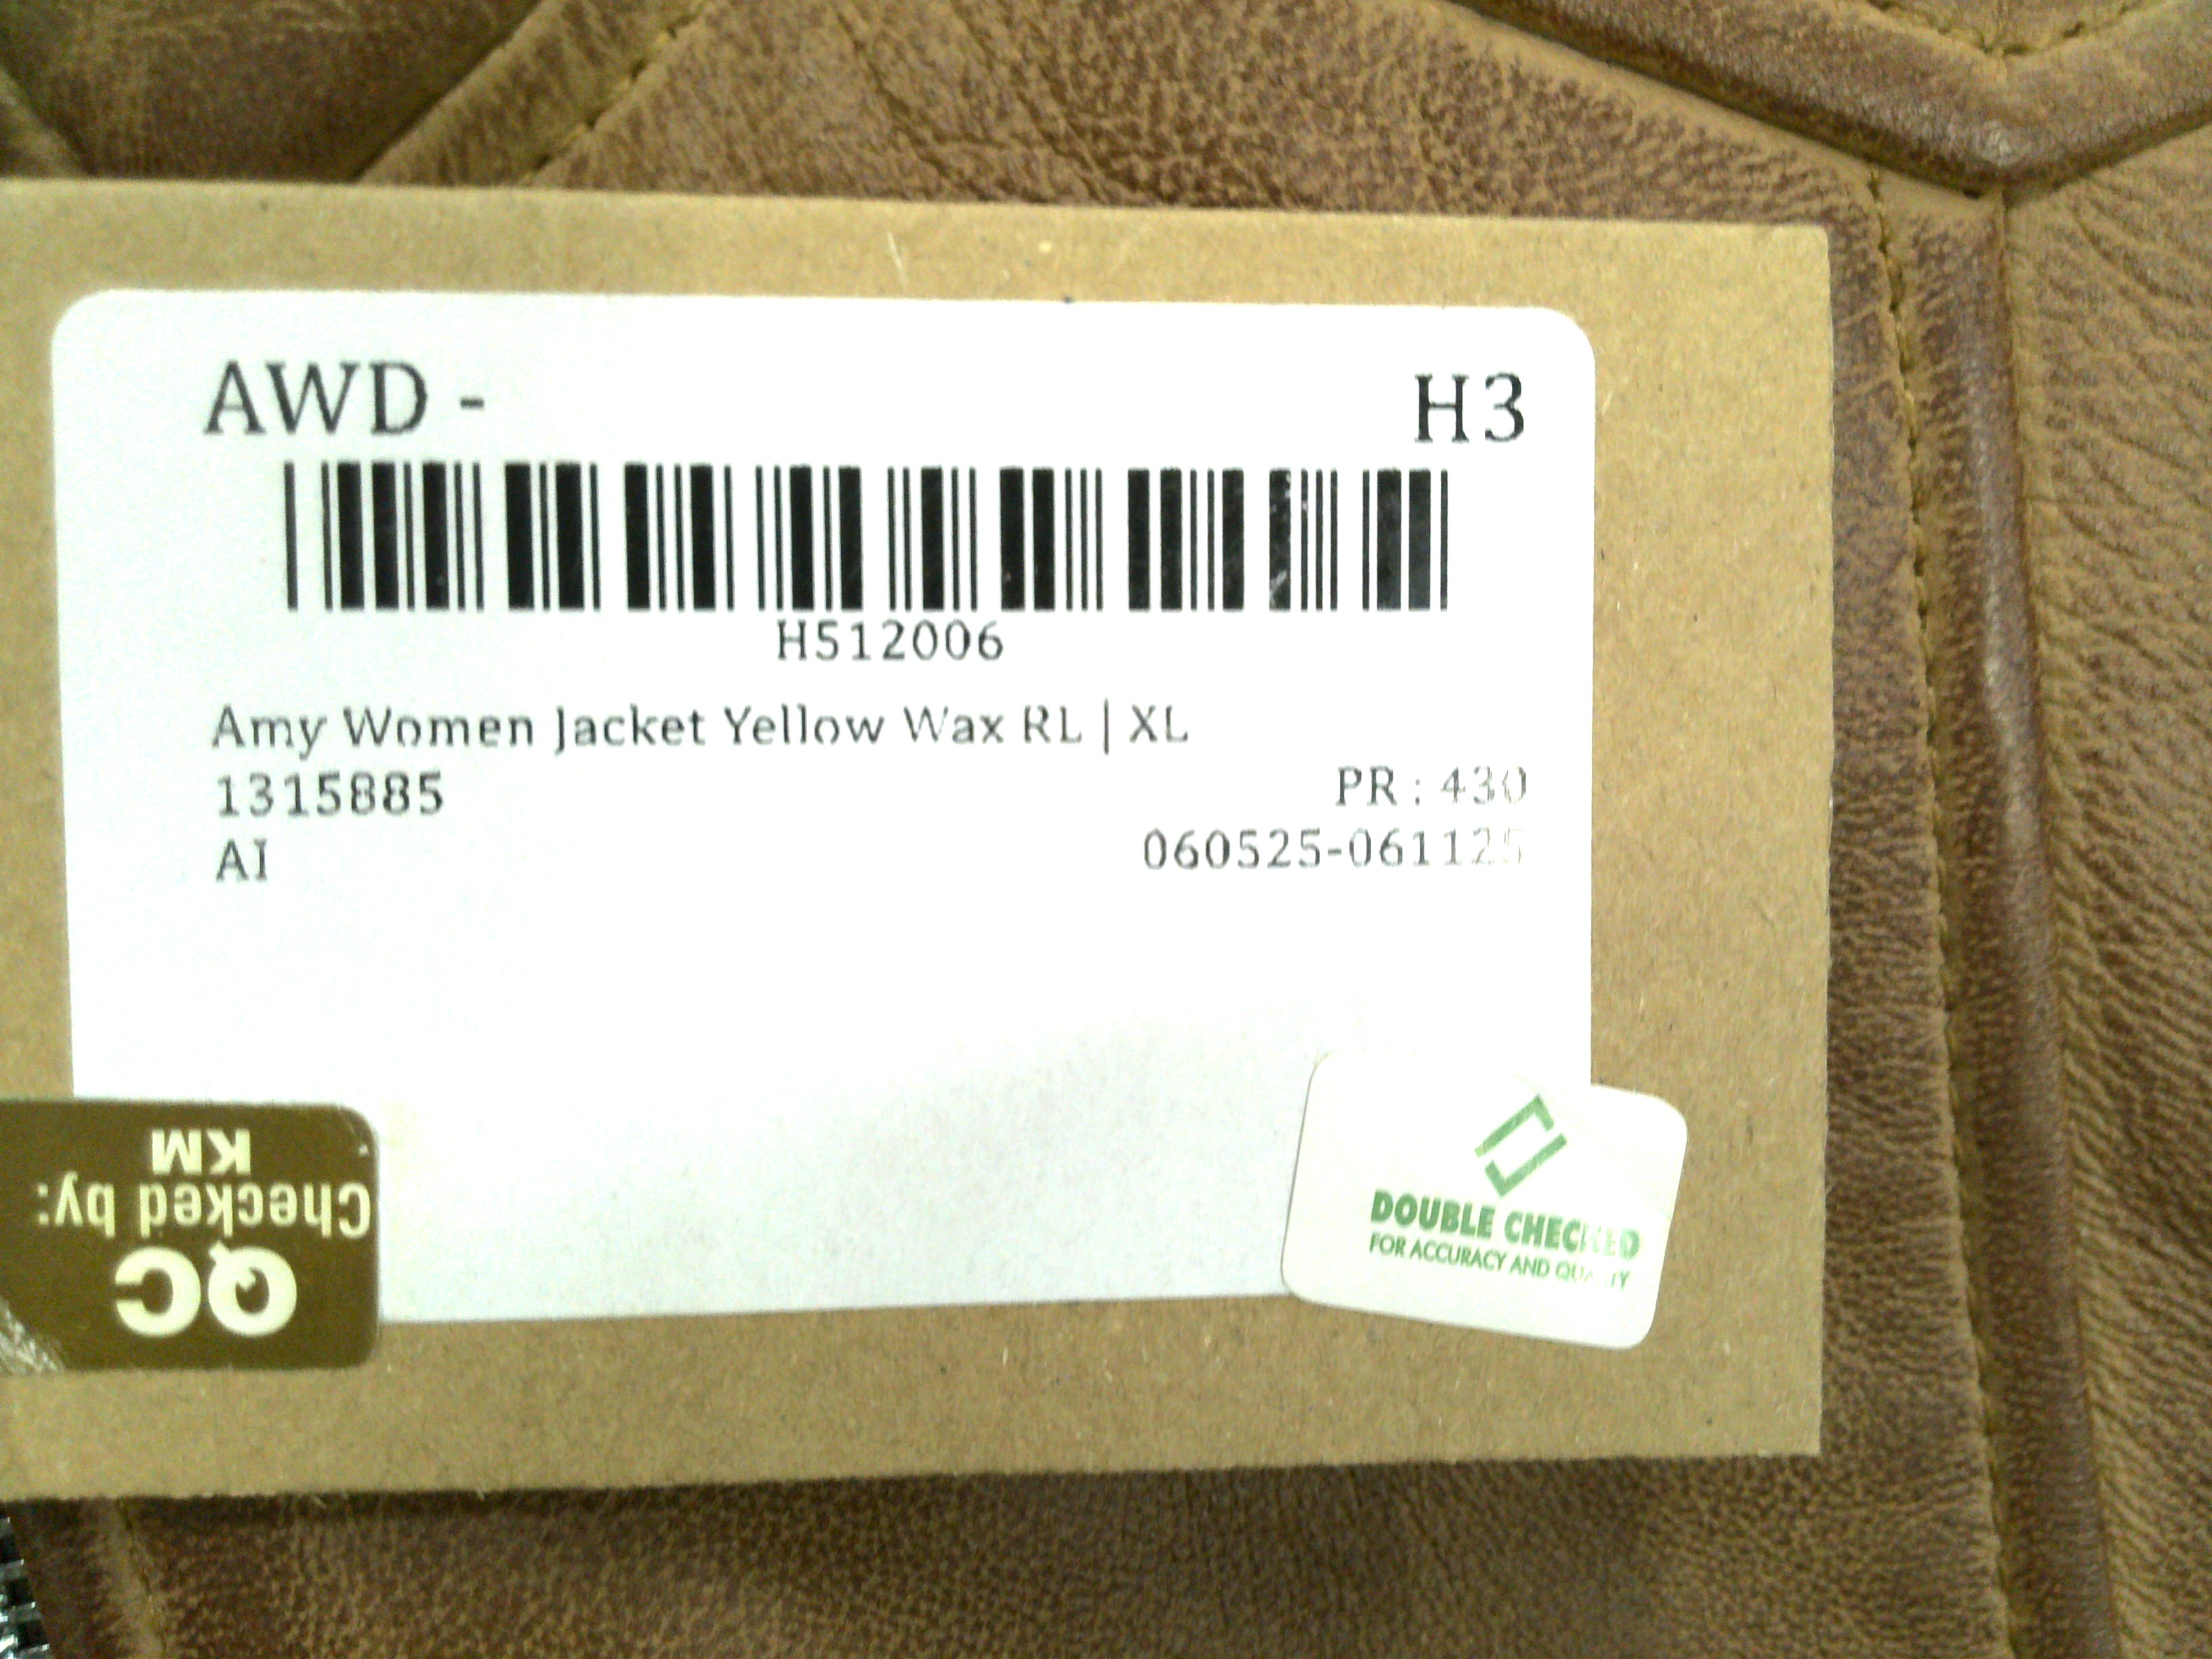 AWD - H3
H512006
Amy Women Jacket Yellow Wax RL | XL
1315885 PR : 430
AI 060525-061125
QC
Checked by:
KM
DOUBLE CHECKED
FOR ACCURACY AND QUALITY